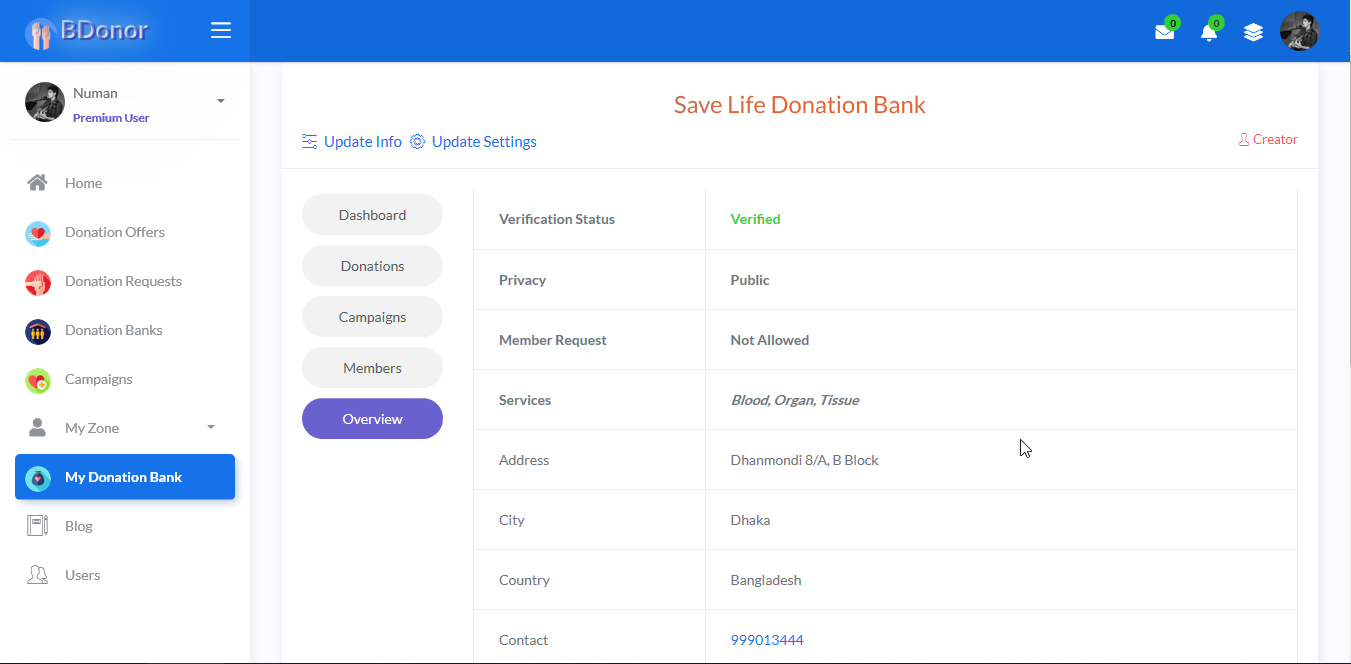 BDonor
0
0
Numan
Premium User
Home
Donation Offers
Donation Requests
Donation Banks
Campaigns
My Zone
My Donation Bank
Blog
Users
Save Life Donation Bank
Update Info
Update Settings
Creator
Dashboard
Donations
Campaigns
Members
Overview
Verification Status
Verified
Privacy
Public
Member Request
Not Allowed
Services
Blood, Organ, Tissue
Address
Dhanmondi 8/A, B Block
City
Dhaka
Country
Bangladesh
Contact
999013444